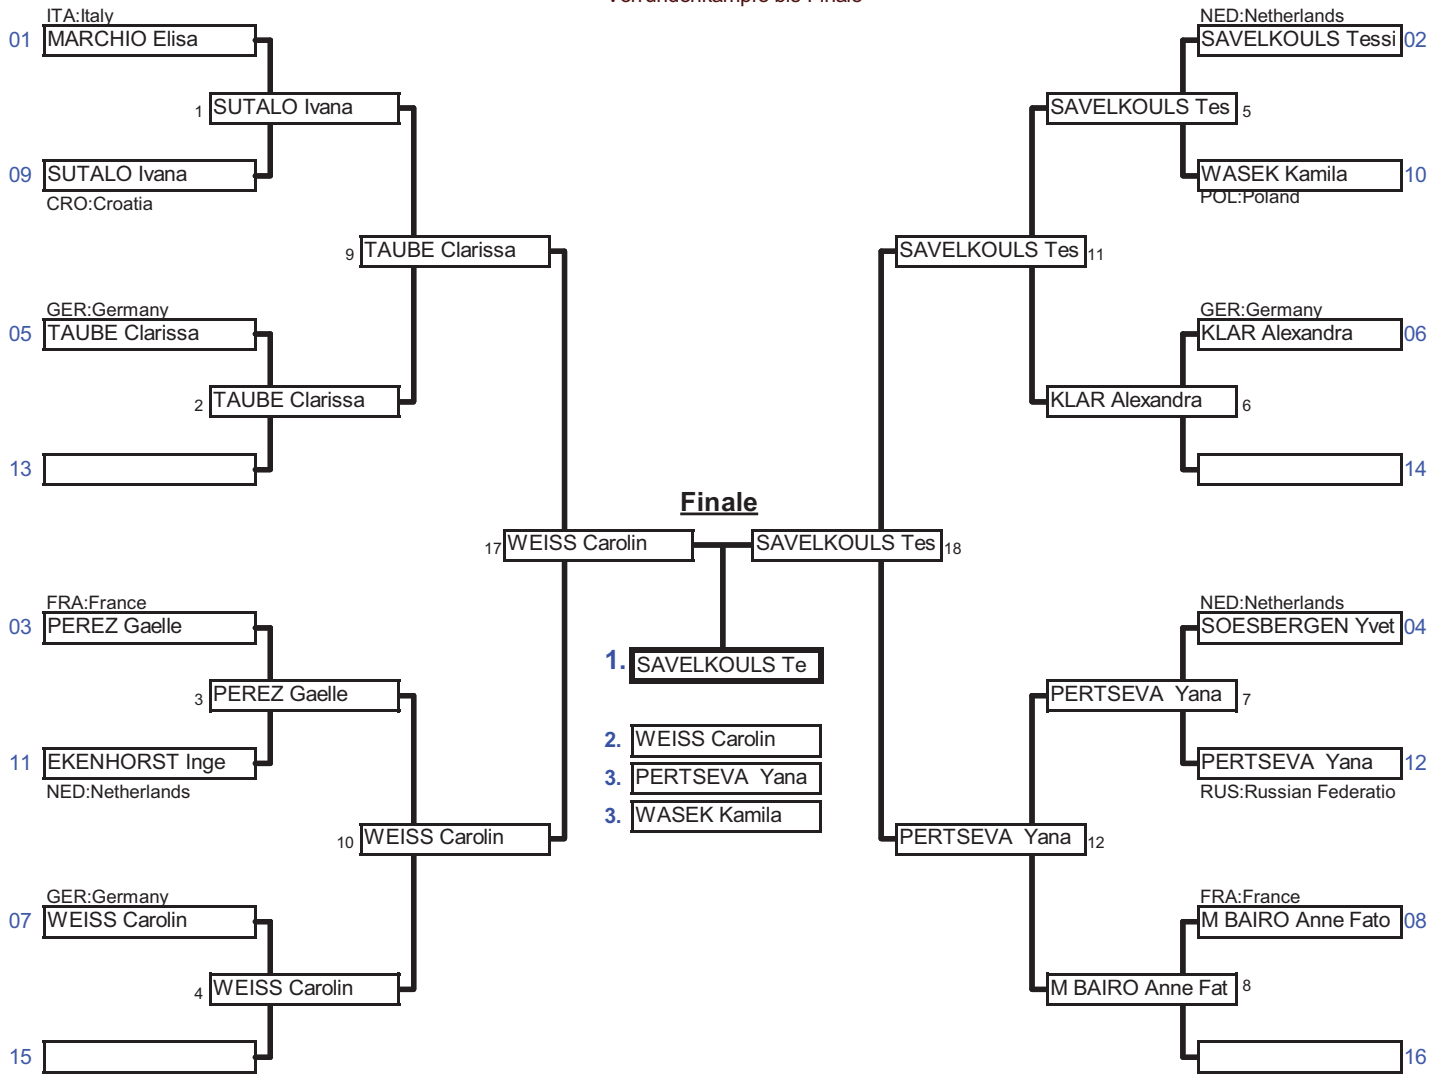 Vorrundenkämpfe bis Finale
ITA:Italy
01 MARCHIO Elisa
1 SUTALO Ivana
09 SUTALO Ivana
CRO:Croatia
9 TAUBE Clarissa
GER:Germany
05 TAUBE Clarissa
2 TAUBE Clarissa
13
17 WEISS Carolin
FRA:France
03 PEREZ Gaelle
3 PEREZ Gaelle
11 EKENHORST Inge
NED:Netherlands
10 WEISS Carolin
GER:Germany
07 WEISS Carolin
4 WEISS Carolin
15
Finale
1. SAVELKOULS Te
2. WEISS Carolin
3. PERTSEVA Yana
3. WASEK Kamila
NED:Netherlands
SAVELKOULS Tessi 02
SAVELKOULS Tes 5
WASEK Kamila 10
POL:Poland
SAVELKOULS Tes 11
GER:Germany
KLAR Alexandra 06
KLAR Alexandra 6
14
SAVELKOULS Tes 18
NED:Netherlands
SOESBERGEN Yvet 04
PERTSEVA Yana 7
PERTSEVA Yana 12
RUS:Russian Federatio
PERTSEVA Yana 12
FRA:France
M BAIRO Anne Fato 08
M BAIRO Anne Fat 8
16